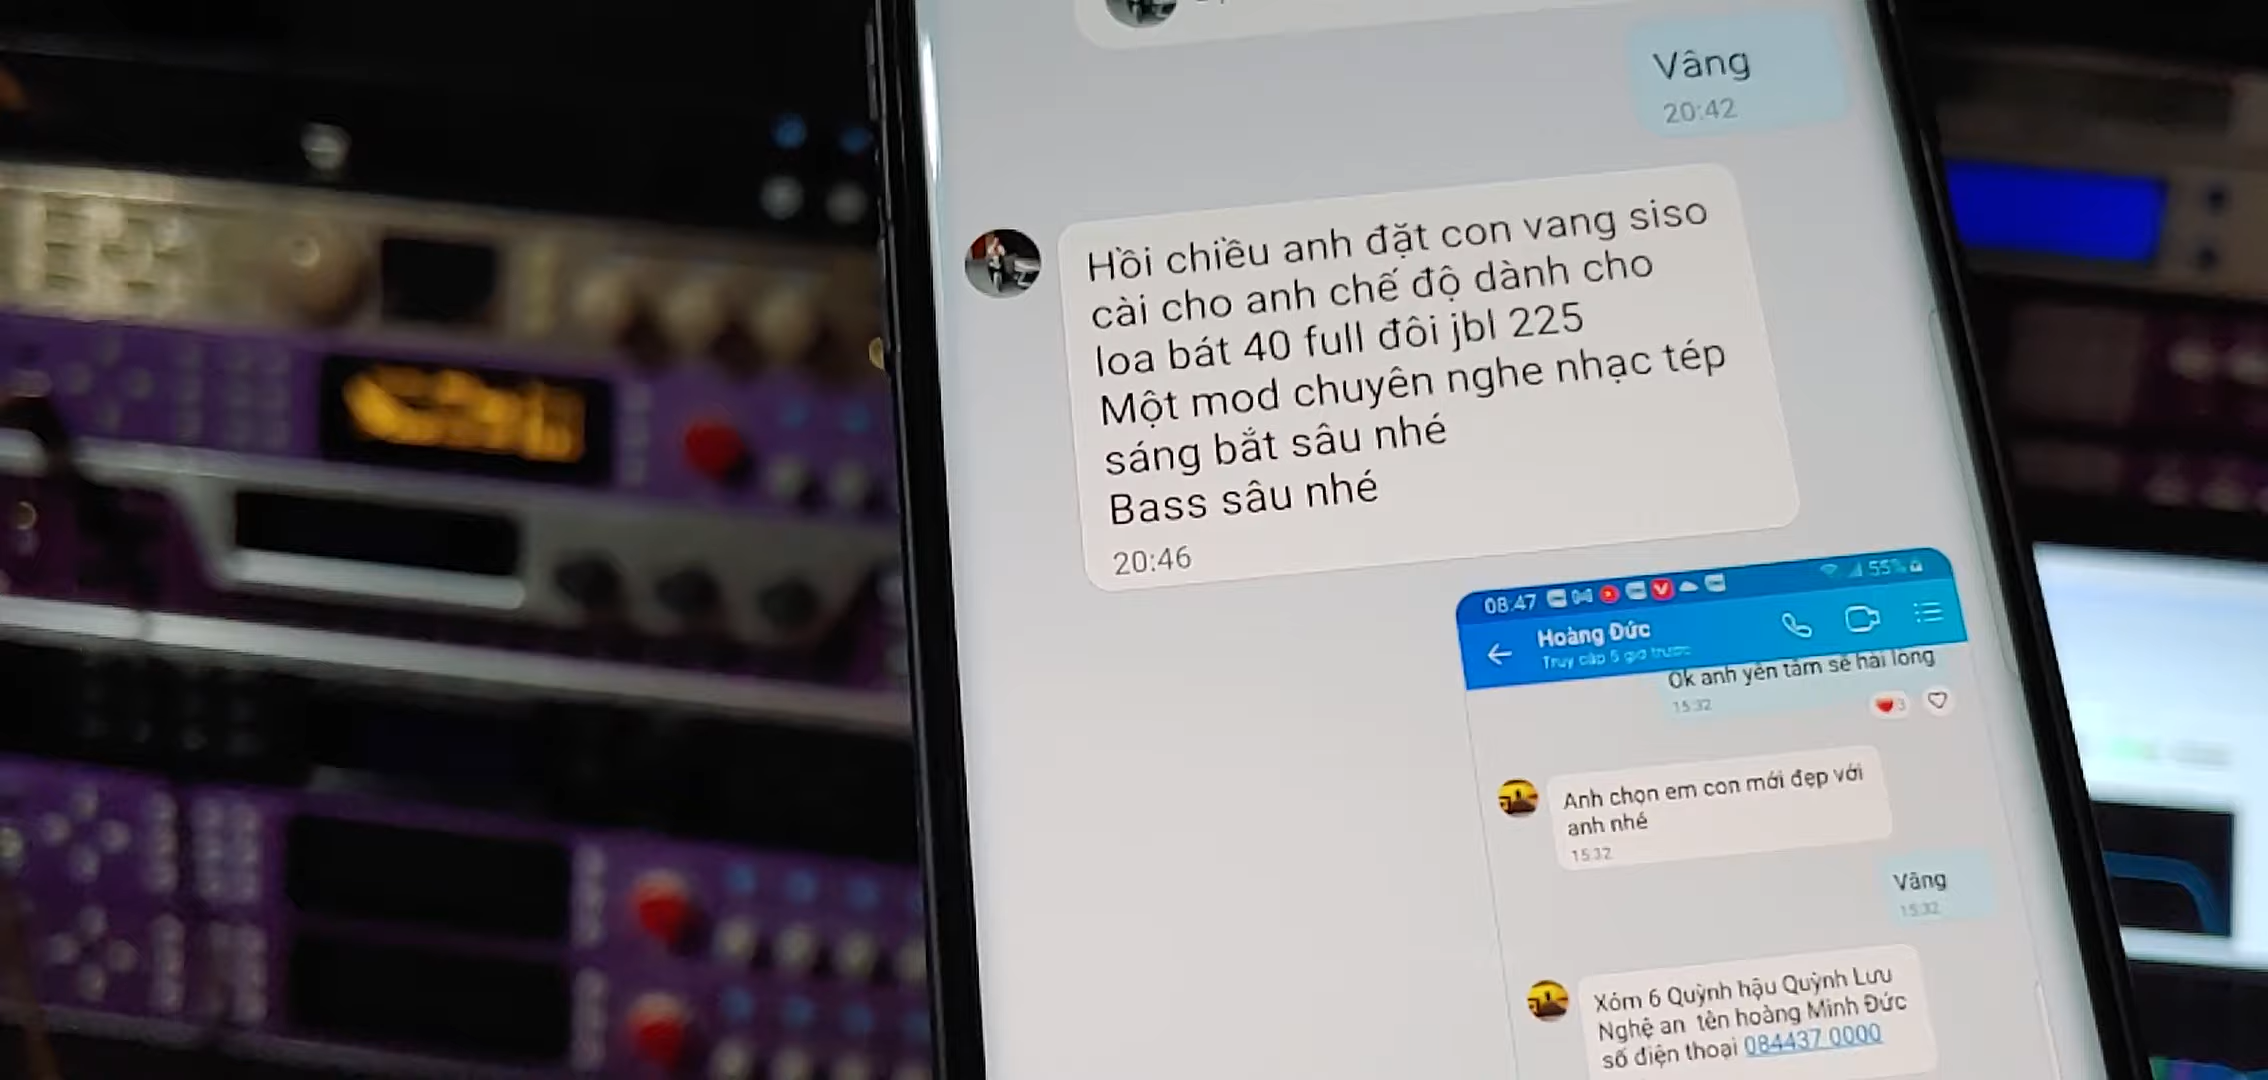 Vâng
20:42
Hồi chiều anh đặt con vang siso
cài cho anh chế độ dành cho
loa bát 40 full đôi jbl 225
Một mod chuyên nghe nhạc tép
sáng bắt sâu nhé
Bass sâu nhé
20:46
08:47
55%
Hoàng Đức
Truy cập 5 giờ trước
Ok anh yên tâm sẽ hài lòng
15:32
3
Anh chọn em con mới đẹp với
anh nhé
15:32
Vâng
15:32
Xóm 6 Quỳnh hậu Quỳnh Lưu
Nghệ an tên hoàng Minh Đức
số điện thoại 084437 0000